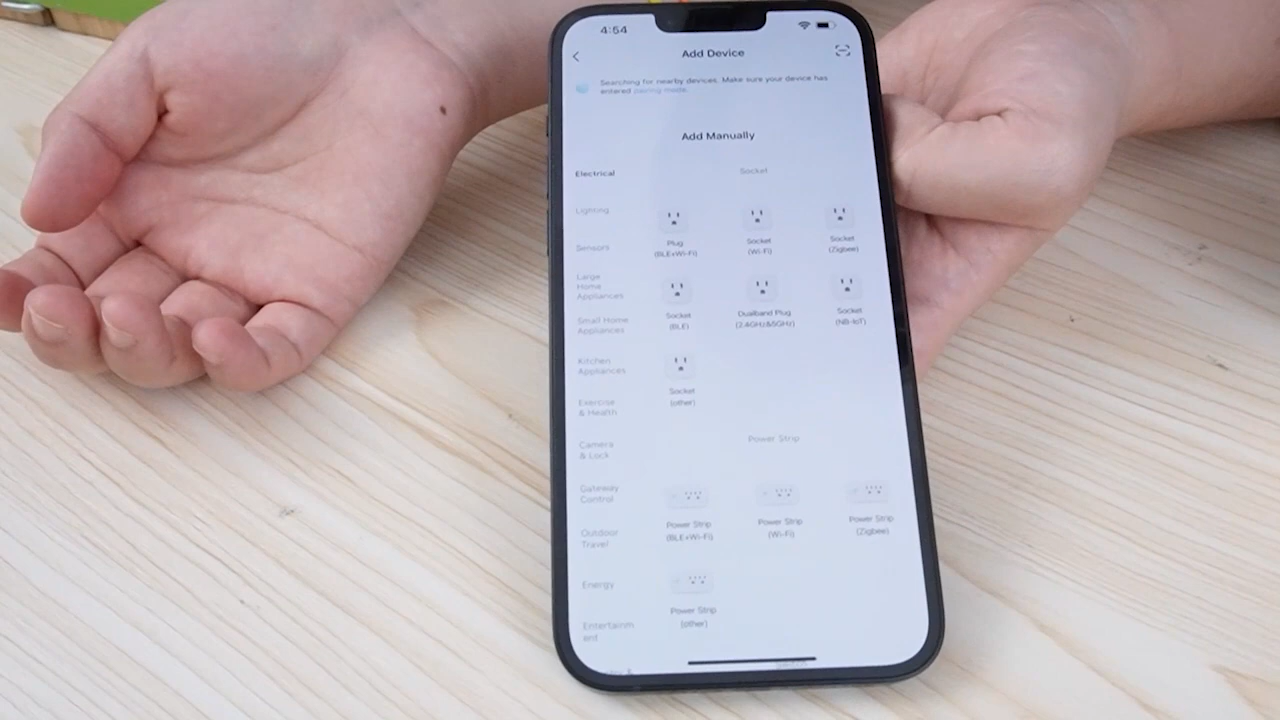 4:54
Add Device
Searching for nearby devices. Make sure your device has
entered pairing mode.
Add Manually
Electrical
Socket
Lighting
Sensors
Large
Home
Appliances
Small Home
Appliances
Kitchen
Appliances
Exercise
& Health
Camera
& Lock
Gateway
Control
Outdoor
Travel
Energy
Entertainm
ent
Plug
(BLE+Wi-Fi)
Socket
(Wi-Fi)
Socket
(Zigbee)
Socket
(BLE)
Dualband Plug
(2.4GHz&5GHz)
Socket
(NB-IoT)
Socket
(other)
Power Strip
Power Strip
(BLE+Wi-Fi)
Power Strip
(Wi-Fi)
Power Strip
(Zigbee)
Power Strip
(other)